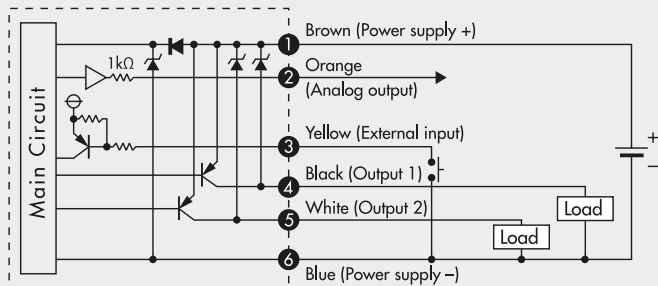 Brown (Power supply +)
1
1kΩ
Orange
2
(Analog output)
Main Circuit
Yellow (External input)
3
+
−
Black (Output 1)
4
White (Output 2)
5
Load
Load
6
Blue (Power supply −)